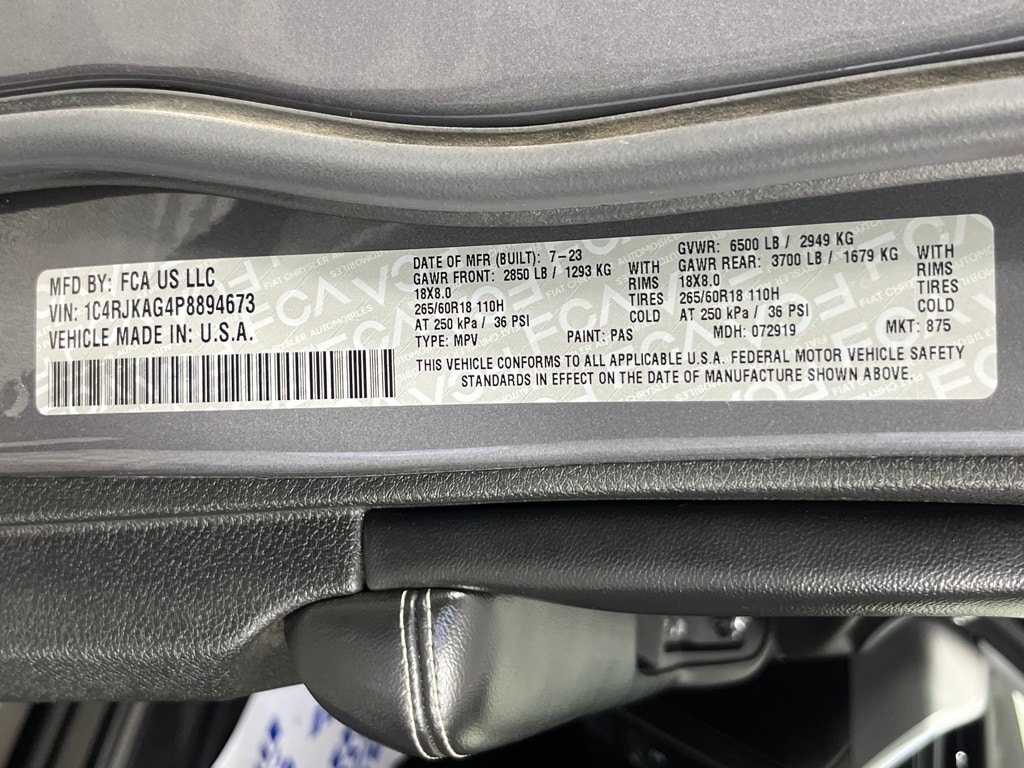 MFD BY: FCA US LLC
VIN: 1C4RJKAG4P8894673
VEHICLE MADE IN: U.S.A.
DATE OF MFR (BUILT): 7-23
GAWR FRONT: 2850 LB / 1293 KG
18X8.0
265/60R18 110H
AT 250 kPa / 36 PSI
TYPE: MPV
WITH
RIMS
TIRES
COLD
PAINT: PAS
GVWR: 6500 LB / 2949 KG
GAWR REAR: 3700 LB / 1679 KG
18X8.0
265/60R18 110H
AT 250 kPa / 36 PSI
MDH: 072919
WITH
RIMS
TIRES
COLD
MKT: 875
THIS VEHICLE CONFORMS TO ALL APPLICABLE U.S.A. FEDERAL MOTOR VEHICLE SAFETY
STANDARDS IN EFFECT ON THE DATE OF MANUFACTURE SHOWN ABOVE.